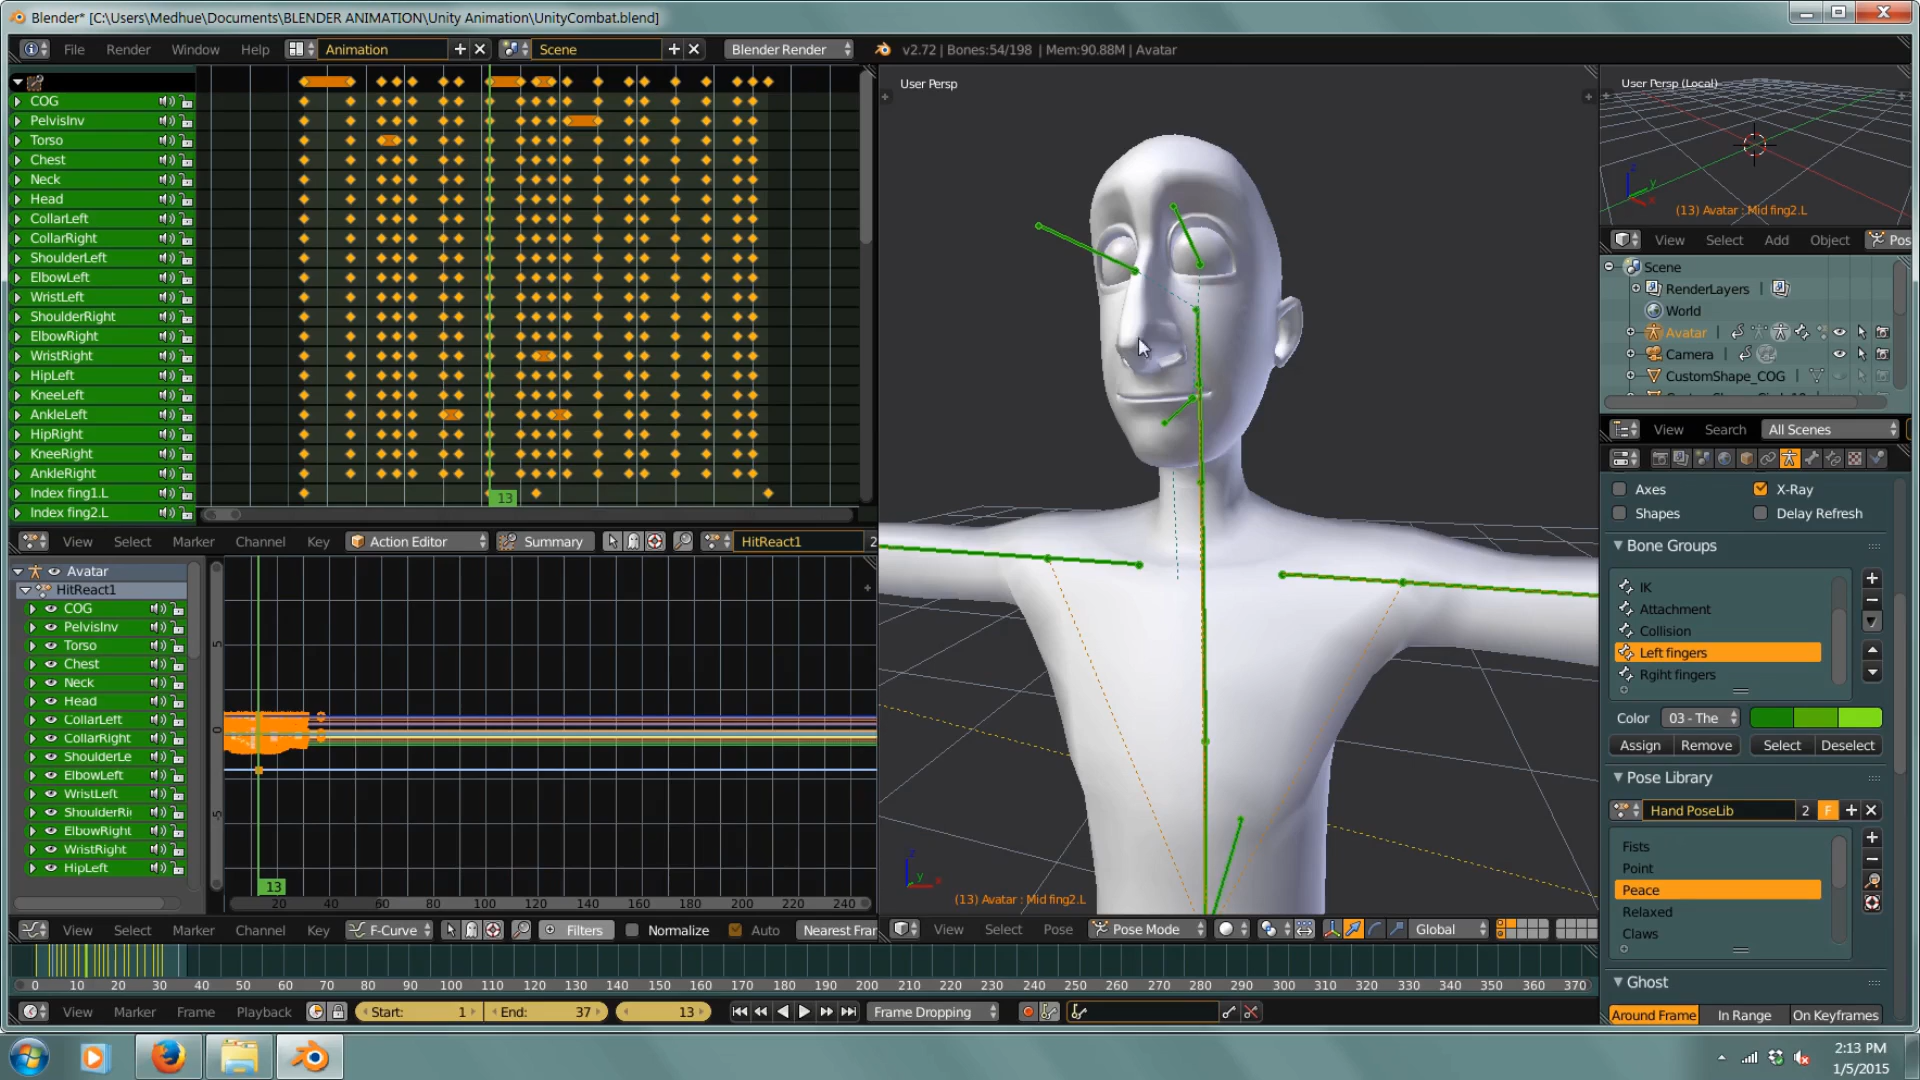 Blender* [C:\Users\Medhue\Documents\BLENDER ANIMATION\Unity Animation\UnityCombat.blend]
File Render Window Help Animation Scene Blender Render v2.72 | Bones:54/198 | Mem:90.88M | Avatar
COG
PelvisInv
Torso
Chest
Neck
Head
CollarLeft
CollarRight
ShoulderLeft
ElbowLeft
WristLeft
ShoulderRight
ElbowRight
WristRight
HipLeft
KneeLeft
AnkleLeft
HipRight
KneeRight
AnkleRight
Index fing1.L
Index fing2.L
13
View Select Marker Channel Key Action Editor Summary HitReact1 2
Avatar
HitReact1
COG
PelvisInv
Torso
Chest
Neck
Head
CollarLeft
CollarRight
ShoulderLe
ElbowLeft
WristLeft
ShoulderRi
ElbowRight
WristRight
HipLeft
5
0
-5
13
20 40 60 80 100 120 140 160 180 200 220 240
View Select Marker Channel Key F-Curve Filters Normalize Auto Nearest Fran
User Persp
(13) Avatar : Mid fing2.L
View Select Pose Pose Mode Global
User Persp (Local)
(13) Avatar : Mid fing2.L
View Select Add Object Pos
Scene
RenderLayers
World
Avatar
Camera
CustomShape_COG
View Search All Scenes
Axes X-Ray
Shapes Delay Refresh
Bone Groups
IK
Attachment
Collision
Left fingers
Rgiht fingers
Color 03 - The
Assign Remove Select Deselect
Pose Library
Hand PoseLib 2 F
Fists
Point
Peace
Relaxed
Claws
Ghost
Around Frame In Range On Keyframes
0 10 20 30 40 50 60 70 80 90 100 110 120 130 140 150 160 170 180 190 200 210 220 230 240 250 260 270 280 290 300 310 320 330 340 350 360 370
View Marker Frame Playback Start: 1 End: 37 13 Frame Dropping
2:13 PM
1/5/2015